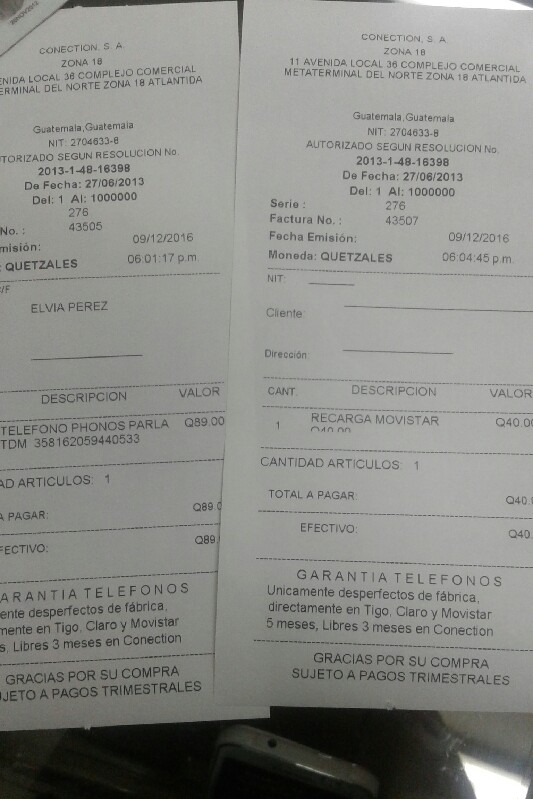 CONECTION, S. A.
ZONA 18
ENIDA LOCAL 36 COMPLEJO COMERCIAL
ERMINAL DEL NORTE ZONA 18 ATLANTIDA
Guatemala,Guatemala
NIT: 2704633-8
UTORIZADO SEGUN RESOLUCION No.
2013-1-48-16398
De Fecha: 27/06/2013
Del: 1 Al: 1000000
276
No. : 43505
misión: 09/12/2016
: QUETZALES 06:01:17 p.m.
/F
ELVIA PEREZ
DESCRIPCION VALOR
TELEFONO PHONOS PARLA Q89.00
TDM 358162059440533
AD ARTICULOS: 1
A PAGAR: Q89.0
FECTIVO: Q89
ARANTIA TELEFONOS
ente desperfectos de fábrica,
mente en Tigo, Claro y Movistar
s, Libres 3 meses en Conection
GRACIAS POR SU COMPRA
UJETO A PAGOS TRIMESTRALES
CONECTION, S. A.
ZONA 18
11 AVENIDA LOCAL 36 COMPLEJO COMERCIAL
METATERMINAL DEL NORTE ZONA 18 ATLANTIDA
Guatemala,Guatemala
NIT: 2704633-8
AUTORIZADO SEGUN RESOLUCION No.
2013-1-48-16398
De Fecha: 27/06/2013
Del: 1 Al: 1000000
Serie : 276
Factura No. : 43507
Fecha Emisión: 09/12/2016
Moneda: QUETZALES 06:04:45 p.m.
NIT:
Cliente:
Dirección:
CANT. DESCRIPCION VALOR
1 RECARGA MOVISTAR Q40.00
Q40.00
CANTIDAD ARTICULOS: 1
TOTAL A PAGAR: Q40.
EFECTIVO: Q40.
GARANTIA TELEFONOS
Unicamente desperfectos de fábrica,
directamente en Tigo, Claro y Movistar
5 meses, Libres 3 meses en Conection
GRACIAS POR SU COMPRA
SUJETO A PAGOS TRIMESTRALES